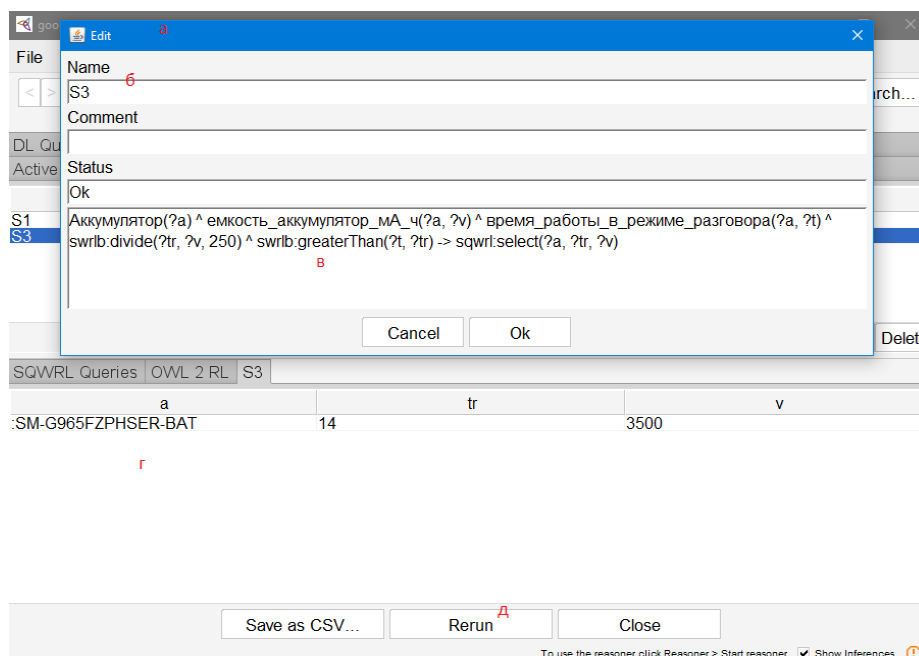 goo
Edit
а
File
Name
б
S3
< >
rch...
Comment
DL Qu
Active
Status
Ok
S1
S3
Аккумулятор(?a) ^ емкость_аккумулятор_мА_ч(?a, ?v) ^ время_работы_в_режиме_разговора(?a, ?t) ^
swrlb:divide(?tr, ?v, 250) ^ swrlb:greaterThan(?t, ?tr) -> sqwrl:select(?a, ?tr, ?v)
в
Cancel Ok
Delet
SQWRL Queries OWL 2 RL S3
a tr v
:SM-G965FZPHSER-BAT 14 3500
г
д
Save as CSV... Rerun Close
To use the reasoner click Reasoner > Start reasoner Show Inferences